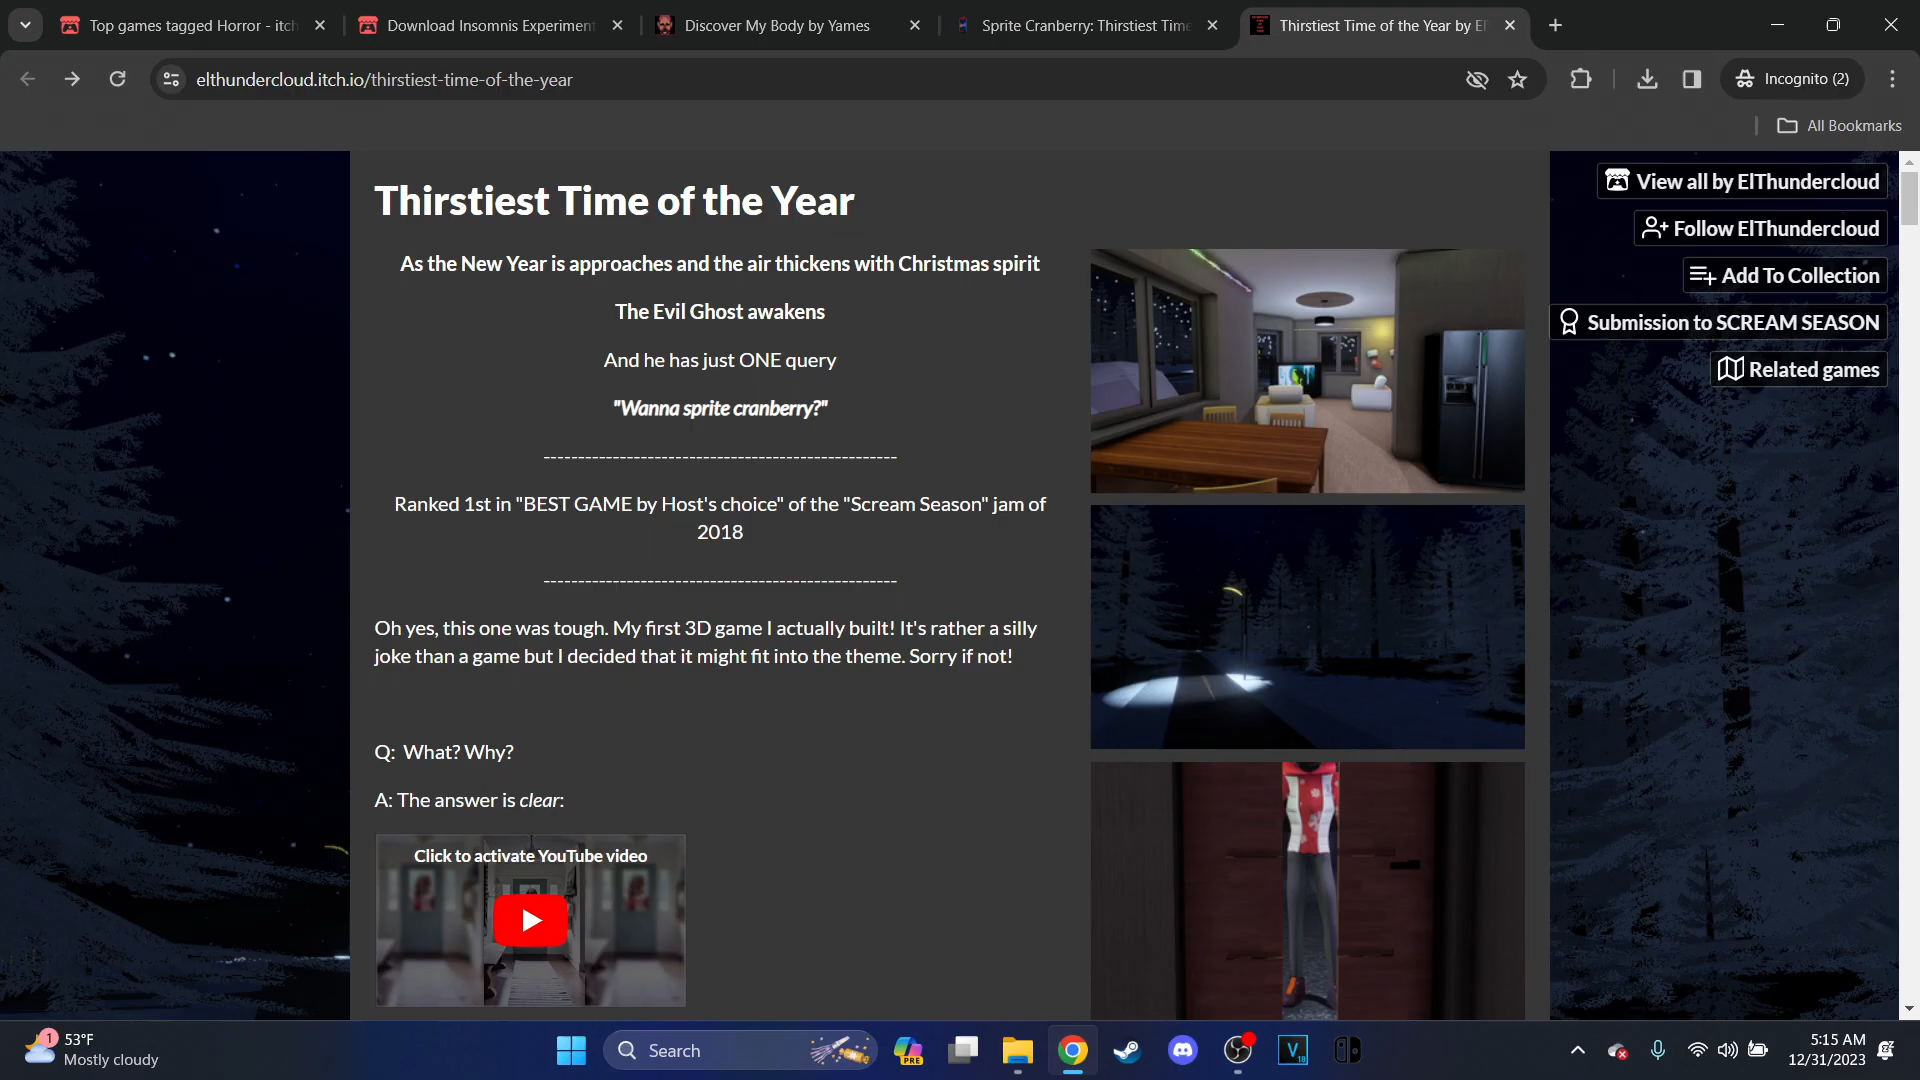 Top games tagged Horror - itch
Download Insomnis Experiment
Discover My Body by Yames
Sprite Cranberry: Thirstiest Time
Thirstiest Time of the Year by El
elthundercloud.itch.io/thirstiest-time-of-the-year
Incognito (2)
All Bookmarks
Thirstiest Time of the Year
As the New Year is approaches and the air thickens with Christmas spirit
The Evil Ghost awakens
And he has just ONE query
"Wanna sprite cranberry?"
---------------------------------------------------
Ranked 1st in "BEST GAME by Host's choice" of the "Scream Season" jam of
2018
---------------------------------------------------
Oh yes, this one was tough. My first 3D game I actually built! It's rather a silly
joke than a game but I decided that it might fit into the theme. Sorry if not!
Q: What? Why?
A: The answer is clear:
Click to activate YouTube video
View all by ElThundercloud
Follow ElThundercloud
Add To Collection
Submission to SCREAM SEASON
Related games
1
53°F
Mostly cloudy
Search
PRE
V
18
5:15 AM
12/31/2023